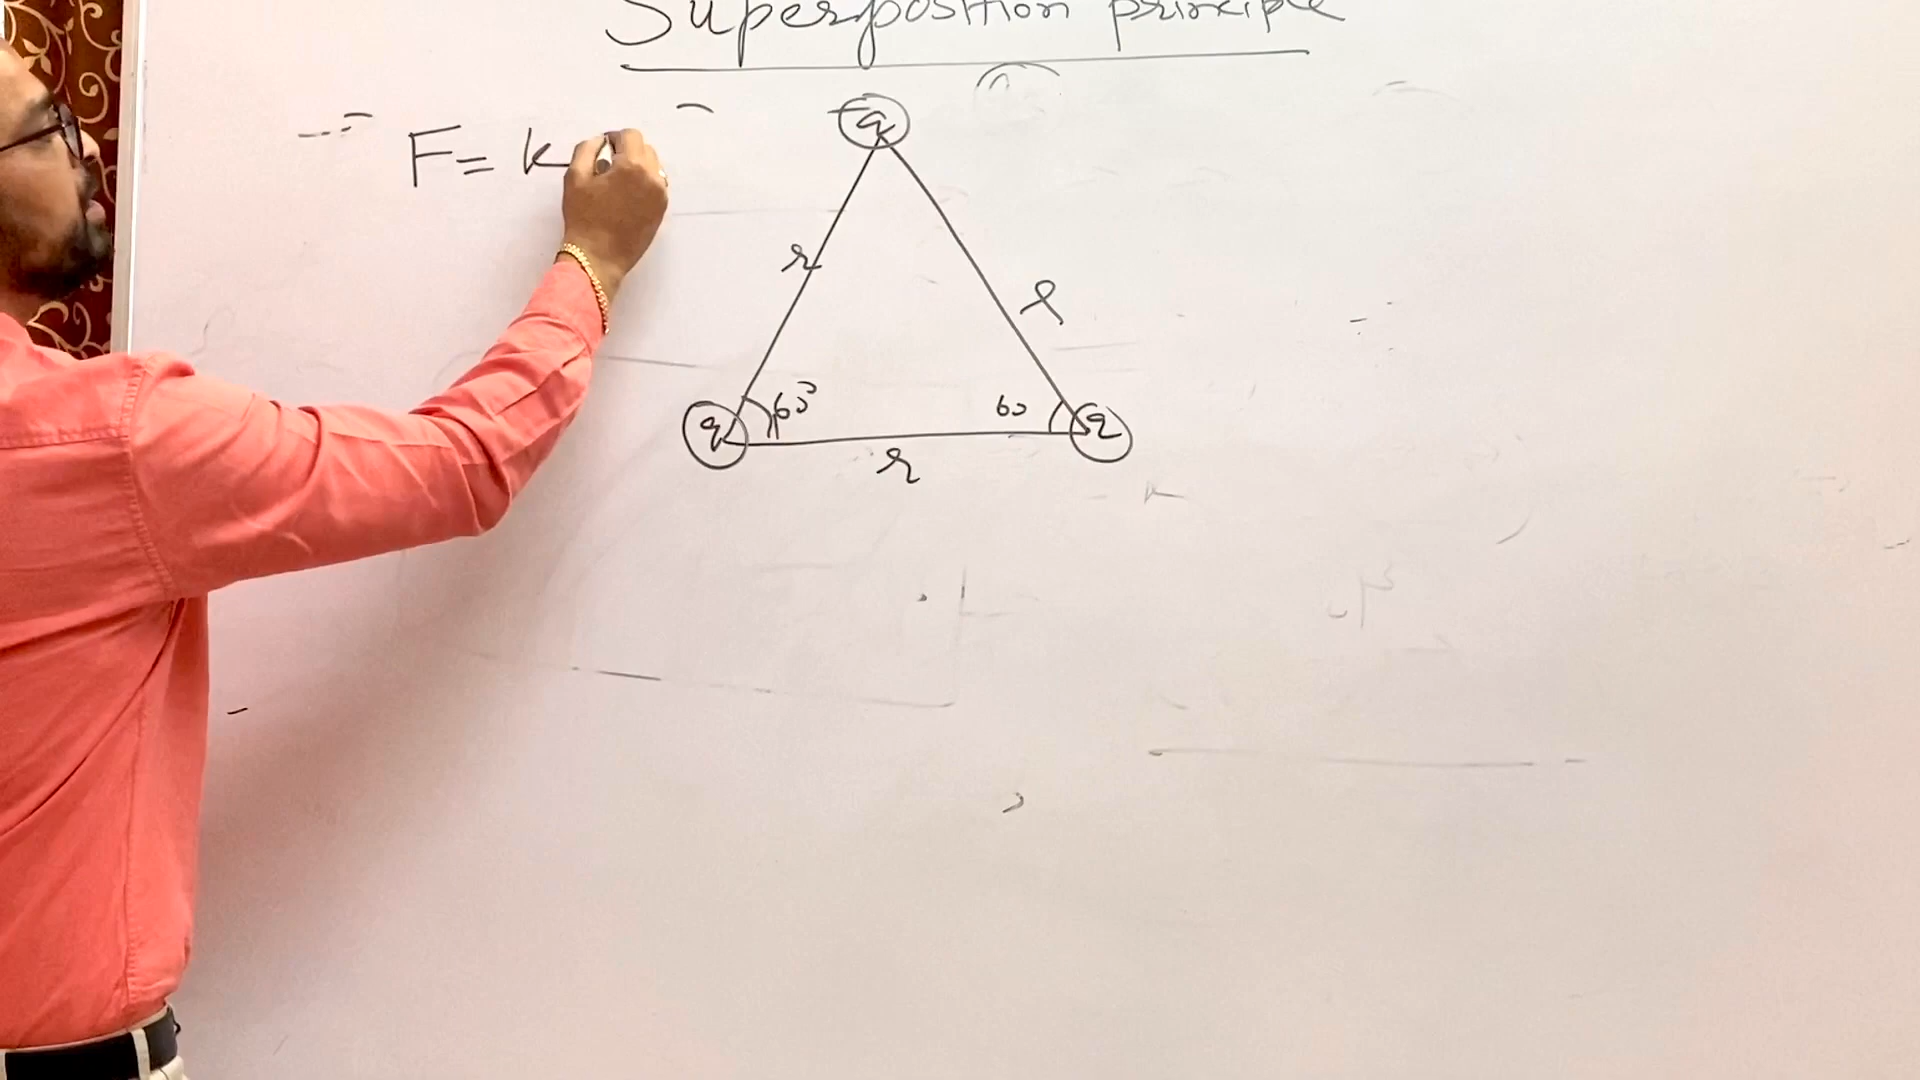 Superposition principle
F = k
q
r
r
60°
60
q
q
r